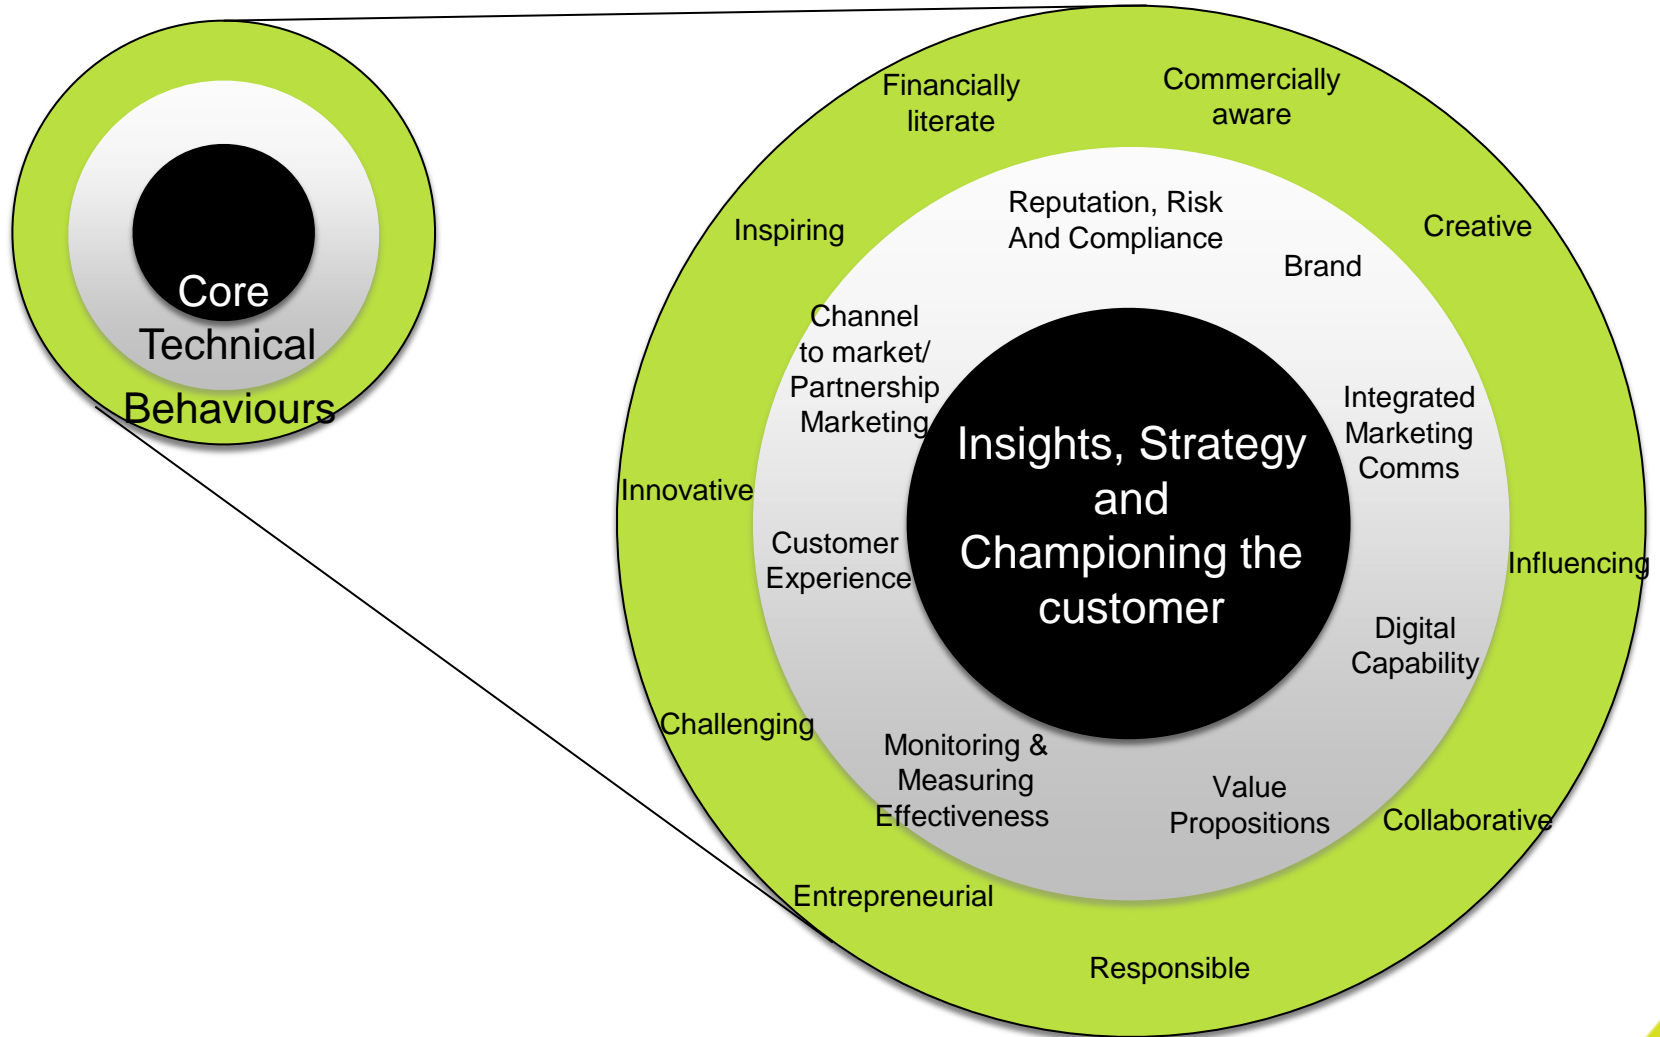 Core
Technical
Behaviours
Financially
literate
Commercially
aware
Inspiring
Creative
Reputation, Risk
And Compliance
Brand
Channel
to market/
Partnership
Marketing
Integrated
Marketing
Comms
Insights, Strategy
and
Championing the
customer
Innovative
Customer
Experience
Influencing
Digital
Capability
Challenging
Monitoring &
Measuring
Effectiveness
Value
Propositions
Collaborative
Entrepreneurial
Responsible